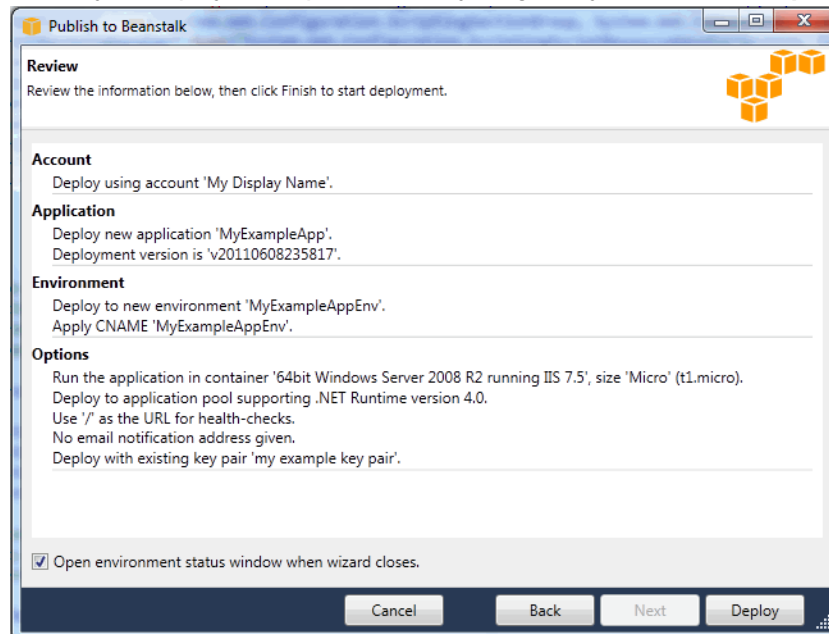 Publish to Beanstalk
Review
Review the information below, then click Finish to start deployment.
Account
Deploy using account 'My Display Name'.
Application
Deploy new application 'MyExampleApp'.
Deployment version is 'v20110608235817'.
Environment
Deploy to new environment 'MyExampleAppEnv'.
Apply CNAME 'MyExampleAppEnv'.
Options
Run the application in container '64bit Windows Server 2008 R2 running IIS 7.5', size 'Micro' (t1.micro).
Deploy to application pool supporting .NET Runtime version 4.0.
Use '/' as the URL for health-checks.
No email notification address given.
Deploy with existing key pair 'my example key pair'.
Open environment status window when wizard closes.
Cancel Back Next Deploy